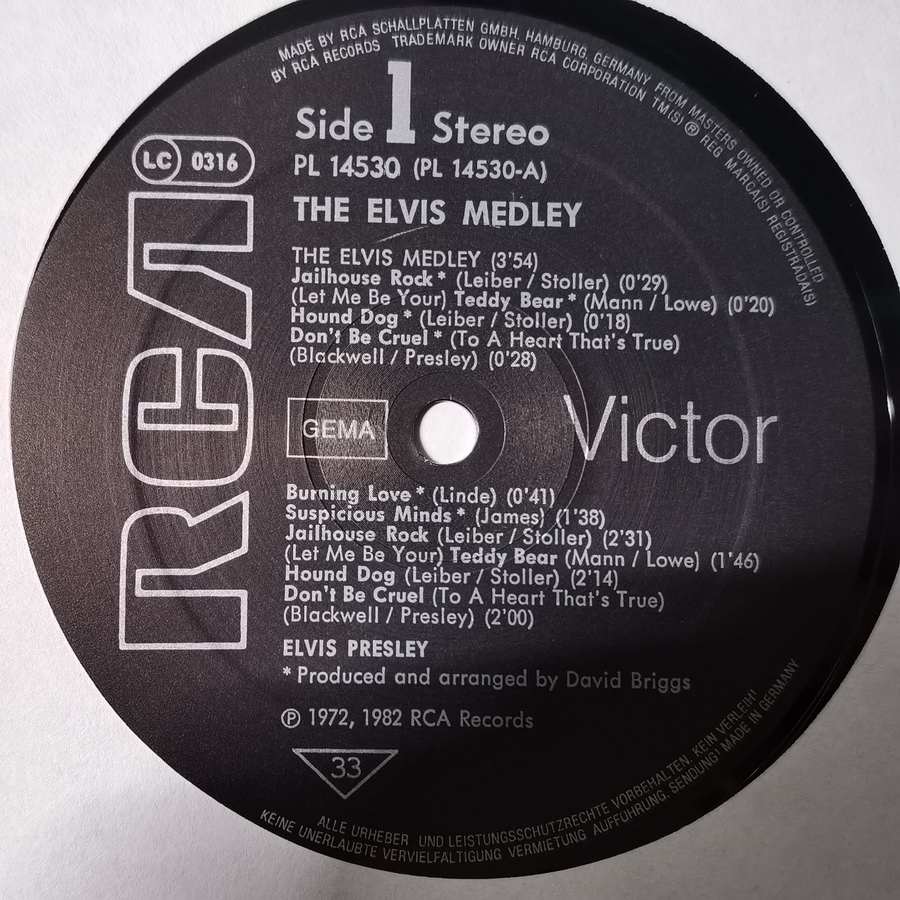 MADE BY RCA SCHALLPLATTEN GMBH, HAMBURG, GERMANY FROM MASTERS OWNED OR CONTROLLED
BY RCA RECORDS TRADEMARK OWNER RCA CORPORATION TM(S) ® REG MARCA(S) REGISTRADA(S)
Side 1 Stereo
LC 0316
PL 14530 (PL 14530-A)
THE ELVIS MEDLEY
RCA
THE ELVIS MEDLEY (3'54)
Jailhouse Rock * (Leiber / Stoller) (0'29)
(Let Me Be Your) Teddy Bear * (Mann / Lowe) (0'20)
Hound Dog * (Leiber / Stoller) (0'18)
Don't Be Cruel * (To A Heart That's True)
(Blackwell / Presley) (0'28)
GEMA
Victor
Burning Love * (Linde) (0'41)
Suspicious Minds * (James) (1'38)
Jailhouse Rock (Leiber / Stoller) (2'31)
(Let Me Be Your) Teddy Bear (Mann / Lowe) (1'46)
Hound Dog (Leiber / Stoller) (2'14)
Don't Be Cruel (To A Heart That's True)
(Blackwell / Presley) (2'00)
ELVIS PRESLEY
* Produced and arranged by David Briggs
℗ 1972, 1982 RCA Records
33
ALLE URHEBER UND LEISTUNGSSCHUTZRECHTE VORBEHALTEN. KEIN VERLEIH!
KEINE UNERLAUBTE VERVIELFALTIGUNG VERMIETUNG AUFFÜHRUNG, SENDUNG! MADE IN GERMANY